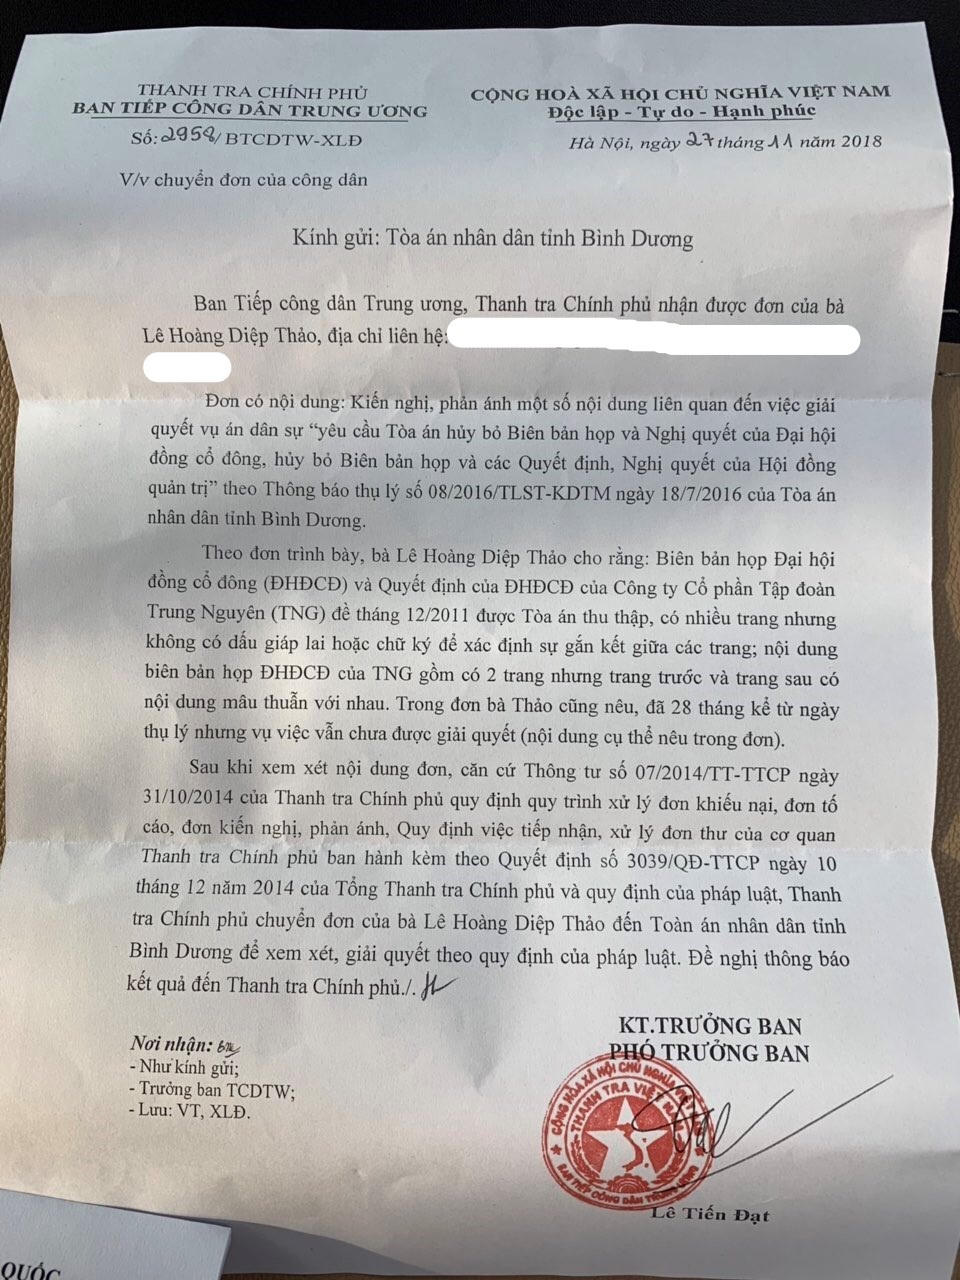 THANH TRA CHÍNH PHỦ
BAN TIẾP CÔNG DÂN TRUNG ƯƠNG
Số: 2958/BTCDTW-XLĐ
V/v chuyển đơn của công dân
CỘNG HOÀ XÃ HỘI CHỦ NGHĨA VIỆT NAM
Độc lập - Tự do - Hạnh phúc
Hà Nội, ngày 27 tháng 11 năm 2018
Kính gửi: Tòa án nhân dân tỉnh Bình Dương
Ban Tiếp công dân Trung ương, Thanh tra Chính phủ nhận được đơn của bà
Lê Hoàng Diệp Thảo, địa chỉ liên hệ:
Đơn có nội dung: Kiến nghị, phản ánh một số nội dung liên quan đến việc giải
quyết vụ án dân sự “yêu cầu Tòa án hủy bỏ Biên bản họp và Nghị quyết của Đại hội
đồng cổ đông, hủy bỏ Biên bản họp và các Quyết định, Nghị quyết của Hội đồng
quản trị” theo Thông báo thụ lý số 08/2016/TLST-KDTM ngày 18/7/2016 của Tòa án
nhân dân tỉnh Bình Dương.
Theo đơn trình bày, bà Lê Hoàng Diệp Thảo cho rằng: Biên bản họp Đại hội
đồng cổ đông (ĐHĐCĐ) và Quyết định của ĐHĐCĐ của Công ty Cổ phần Tập đoàn
Trung Nguyên (TNG) đề tháng 12/2011 được Tòa án thu thập, có nhiều trang nhưng
không có dấu giáp lai hoặc chữ ký để xác định sự gắn kết giữa các trang; nội dung
biên bản họp ĐHĐCĐ của TNG gồm có 2 trang nhưng trang trước và trang sau có
nội dung mâu thuẫn với nhau. Trong đơn bà Thảo cũng nêu, đã 28 tháng kể từ ngày
thụ lý nhưng vụ việc vẫn chưa được giải quyết (nội dung cụ thể nêu trong đơn).
Sau khi xem xét nội dung đơn, căn cứ Thông tư số 07/2014/TT-TTCP ngày
31/10/2014 của Thanh tra Chính phủ quy định quy trình xử lý đơn khiếu nại, đơn tố
cáo, đơn kiến nghị, phản ánh, Quy định việc tiếp nhận, xử lý đơn thư của cơ quan
Thanh tra Chính phủ ban hành kèm theo Quyết định số 3039/QĐ-TTCP ngày 10
tháng 12 năm 2014 của Tổng Thanh tra Chính phủ và quy định của pháp luật, Thanh
tra Chính phủ chuyển đơn của bà Lê Hoàng Diệp Thảo đến Toàn án nhân dân tỉnh
Bình Dương để xem xét, giải quyết theo quy định của pháp luật. Đề nghị thông báo
kết quả đến Thanh tra Chính phủ./.
Nơi nhận:
- Như kính gửi;
- Trưởng ban TCDTW;
- Lưu: VT, XLĐ.
KT.TRƯỞNG BAN
PHÓ TRƯỞNG BAN
CỘNG HÒA XÃ HỘI CHỦ NGHĨA VIỆT NAM
THANH TRA VIỆT NAM
BAN TIẾP CÔNG DÂN TRUNG ƯƠNG
Lê Tiến Đạt
QUỐC